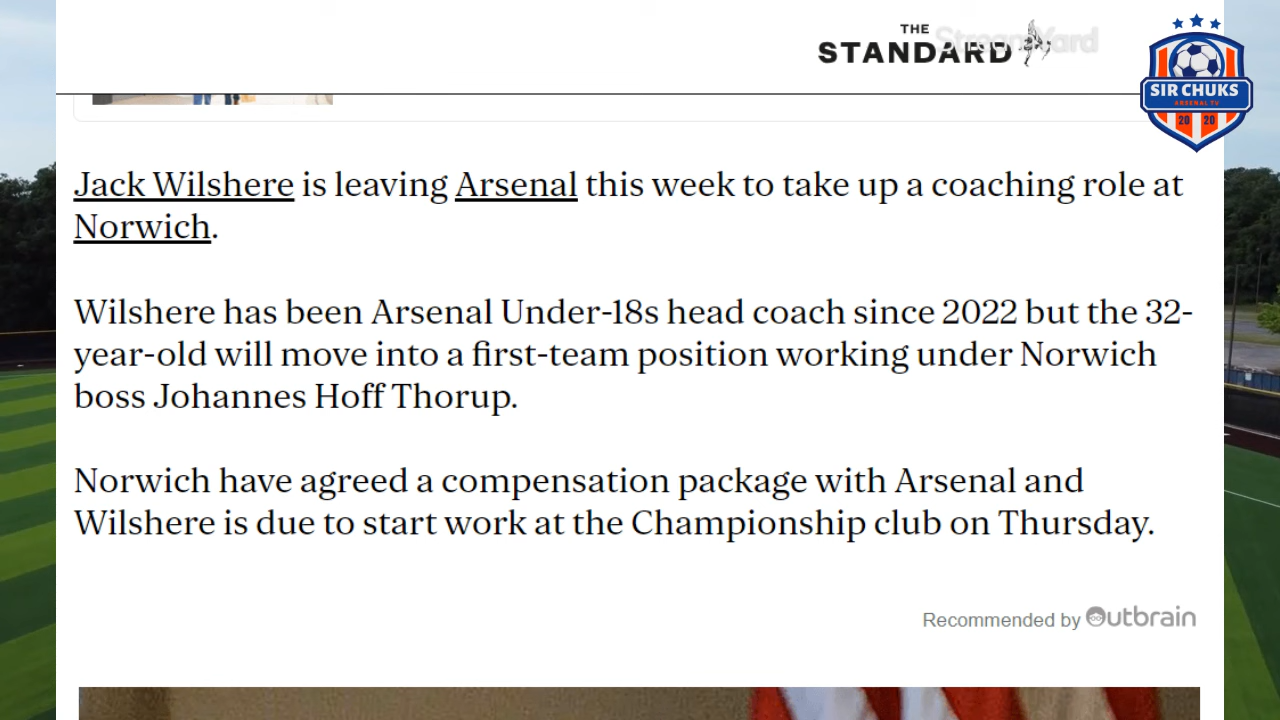 THE
STANDARD
StreamYard
SIR CHUKS
ARSENAL TV
20 20
Jack Wilshere is leaving Arsenal this week to take up a coaching role at
Norwich.
Wilshere has been Arsenal Under-18s head coach since 2022 but the 32-
year-old will move into a first-team position working under Norwich
boss Johannes Hoff Thorup.
Norwich have agreed a compensation package with Arsenal and
Wilshere is due to start work at the Championship club on Thursday.
Recommended by Outbrain